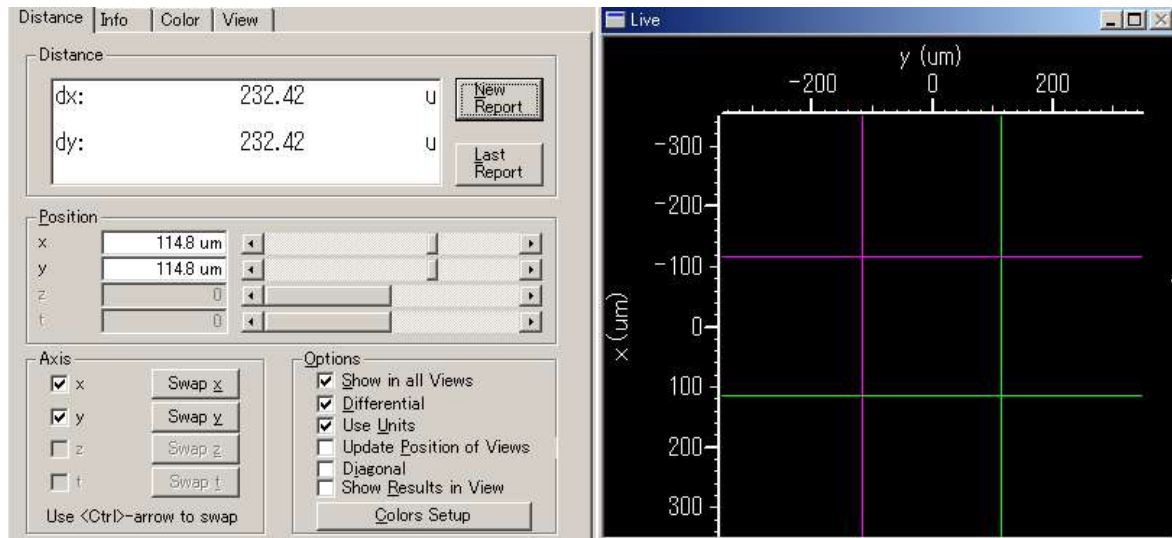 Distance Info Color View
Distance
dx: 232.42 u
dy: 232.42 u
New Report
Last Report
Position
x 114.8 um
y 114.8 um
z 0
t 0
Axis
x Swap x
y Swap y
z Swap z
t Swap t
Use <Ctrl>-arrow to swap
Options
Show in all Views
Differential
Use Units
Update Position of Views
Diagonal
Show Results in View
Colors Setup
Live
y (um)
-200 0 200
x (um)
-300
-200
-100
0
100
200
300